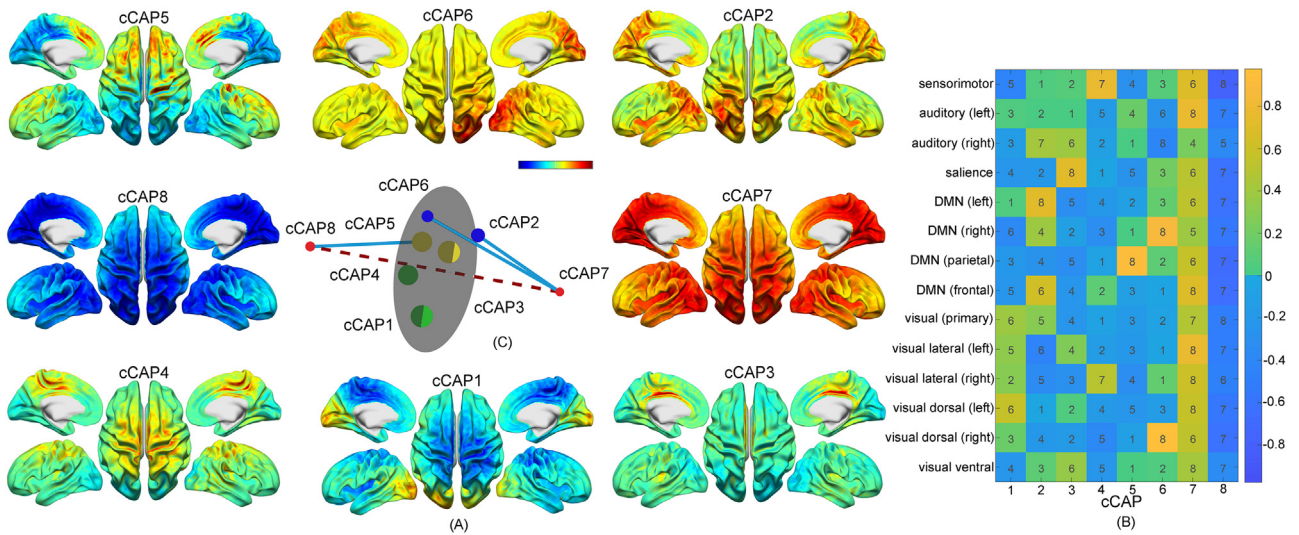 cCAP5
cCAP6
cCAP2
cCAP8
cCAP6
cCAP5
cCAP2
cCAP8
cCAP7
cCAP4
cCAP7
cCAP3
cCAP1
(C)
cCAP4
cCAP1
cCAP3
(A)
sensorimotor 5 1 2 7 4 3 6 8
auditory (left) 3 2 1 5 4 6 8 7
auditory (right) 3 7 6 2 1 8 4 5
salience 4 2 8 1 5 3 6 7
DMN (left) 1 8 5 4 2 3 6 7
DMN (right) 6 4 2 3 1 8 5 7
DMN (parietal) 3 4 5 1 8 2 6 7
DMN (frontal) 5 6 4 2 3 1 8 7
visual (primary) 6 5 4 1 3 2 7 8
visual lateral (left) 5 6 4 2 3 1 8 7
visual lateral (right) 2 5 3 7 4 1 8 6
visual dorsal (left) 6 1 2 4 5 3 8 7
visual dorsal (right) 3 4 2 5 1 8 6 7
visual ventral 4 3 6 5 1 2 8 7
1 2 3 4 5 6 7 8
cCAP
(B)
0.8
0.6
0.4
0.2
0
-0.2
-0.4
-0.6
-0.8